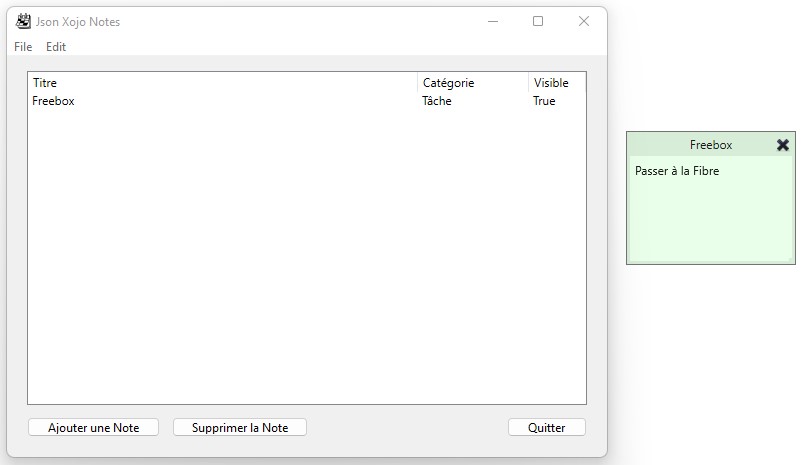 Json Xojo Notes
File Edit
Titre Catégorie Visible
Freebox Tâche True
Ajouter une Note Supprimer la Note Quitter
Freebox
Passer à la Fibre